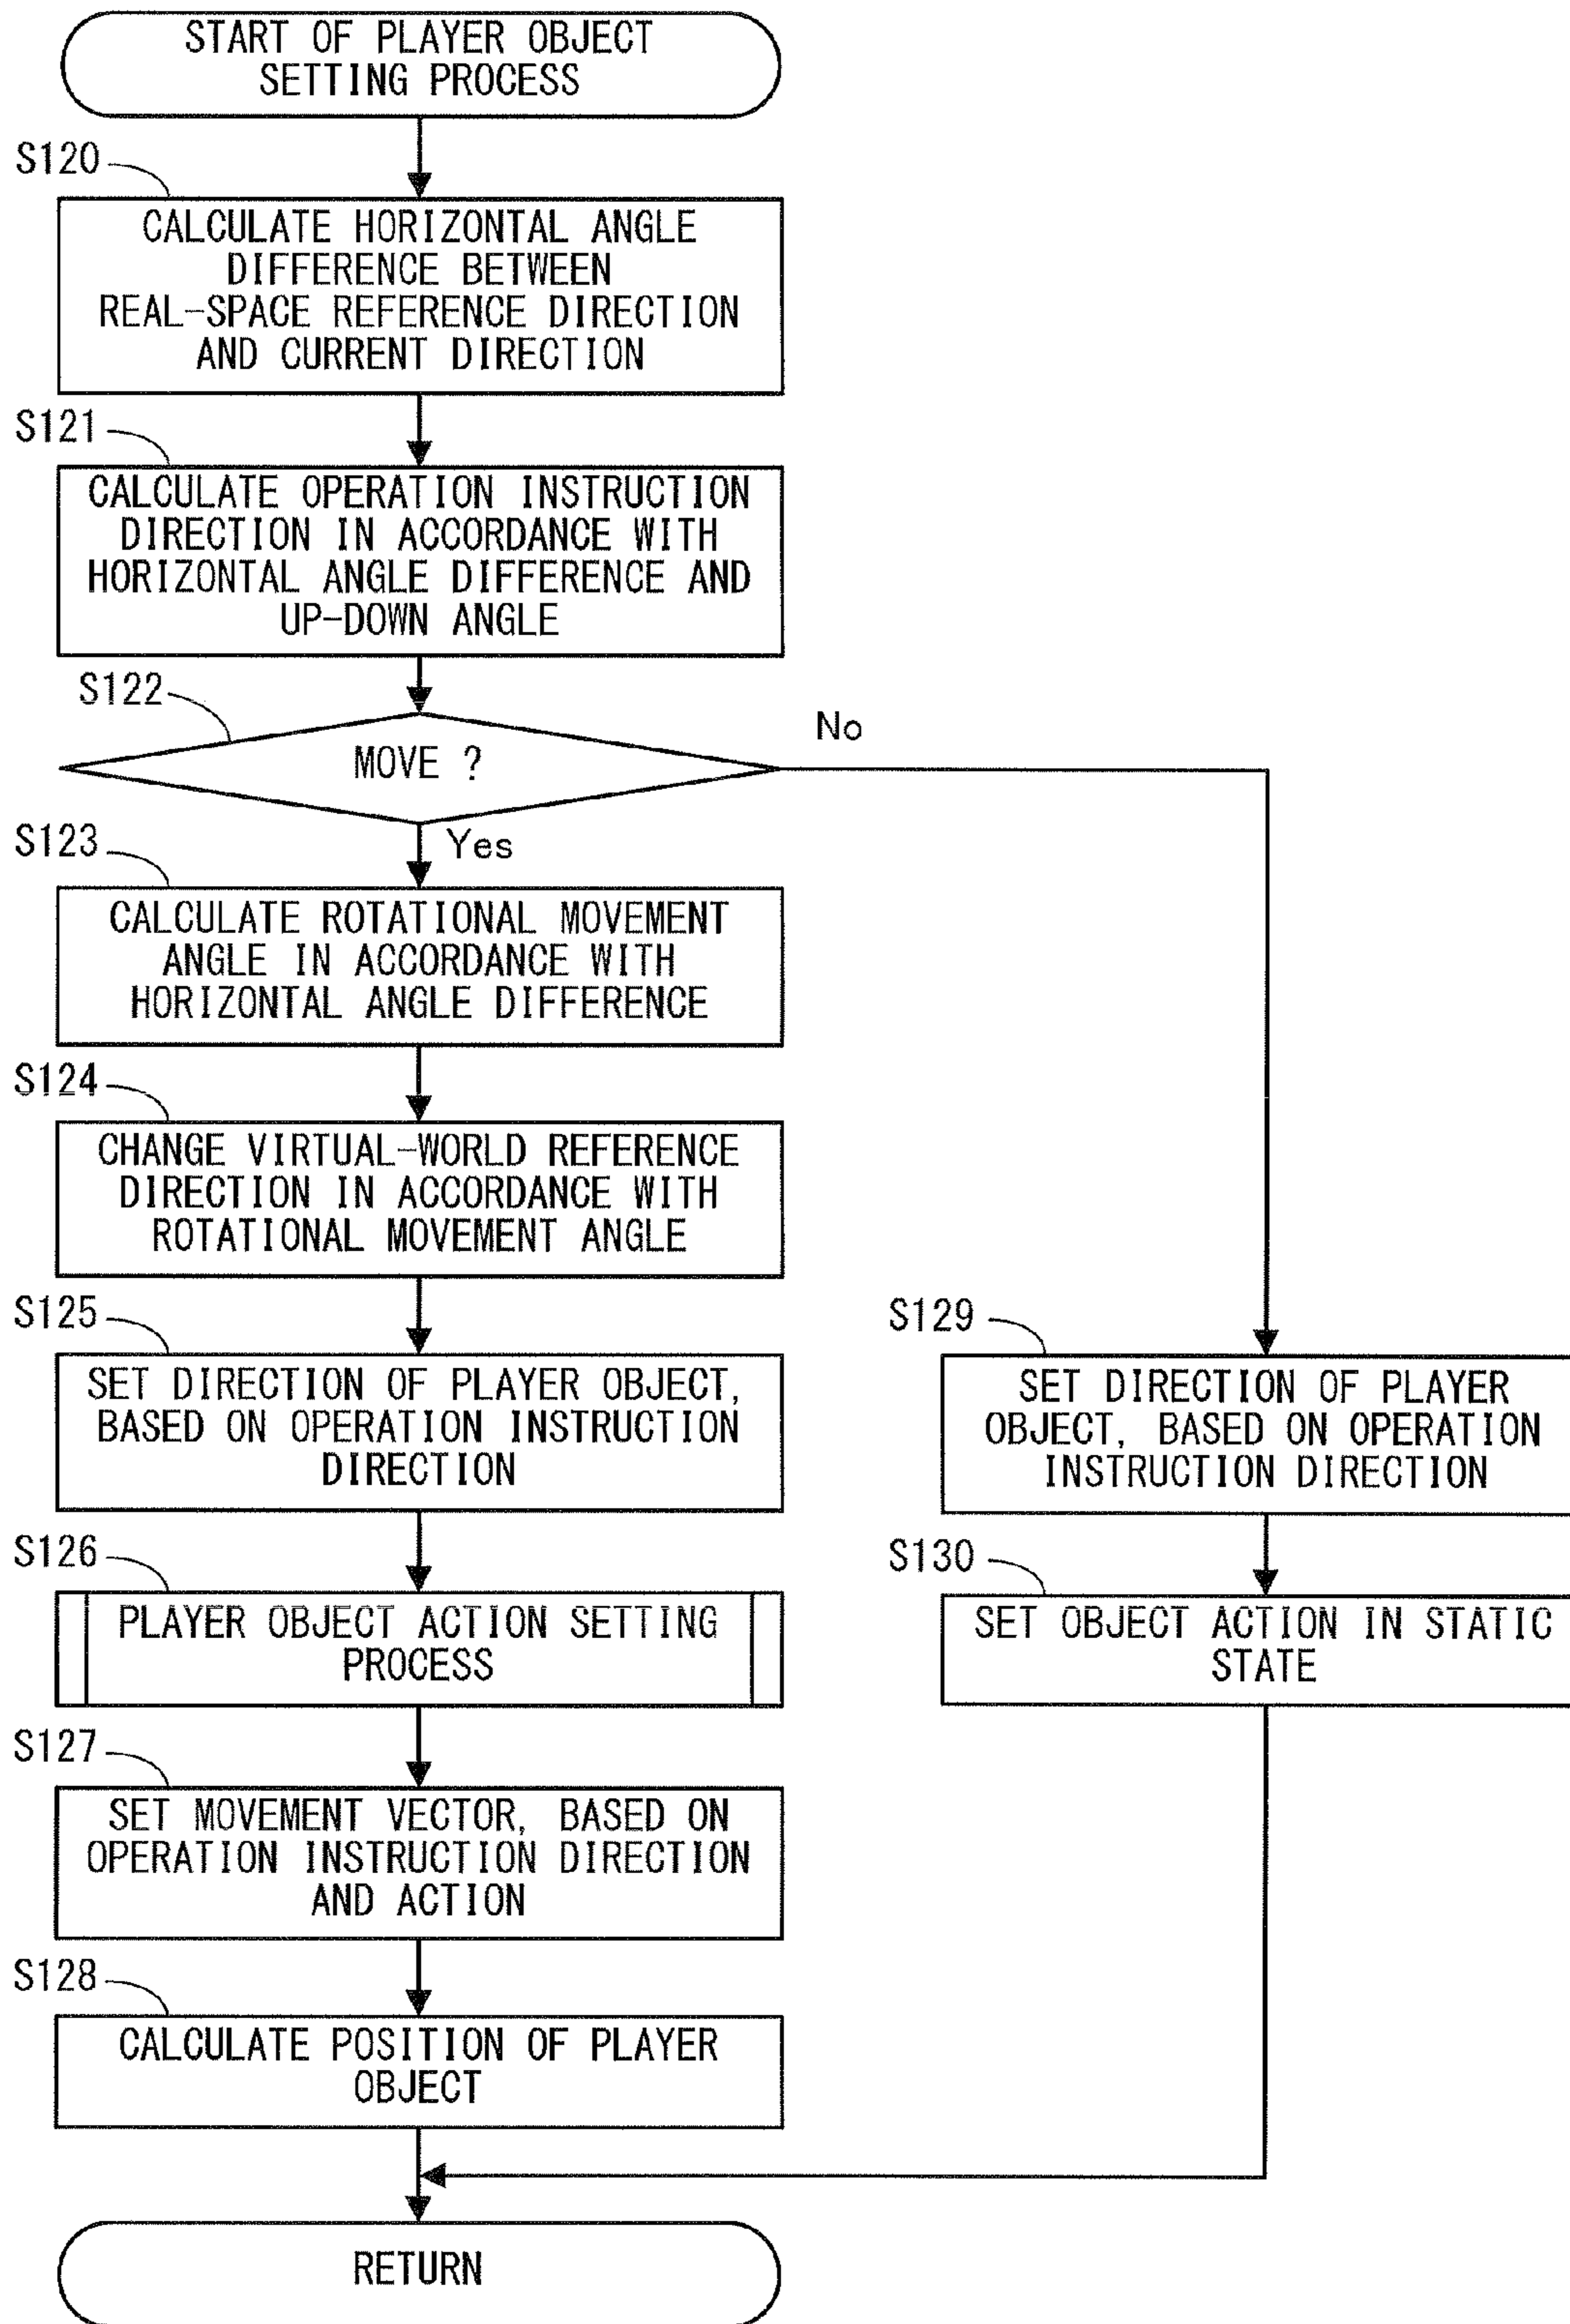 START OF PLAYER OBJECT
SETTING PROCESS
S120
CALCULATE HORIZONTAL ANGLE
DIFFERENCE BETWEEN
REAL-SPACE REFERENCE DIRECTION
AND CURRENT DIRECTION
S121
CALCULATE OPERATION INSTRUCTION
DIRECTION IN ACCORDANCE WITH
HORIZONTAL ANGLE DIFFERENCE AND
UP-DOWN ANGLE
S122
MOVE ?
No
Yes
S123
CALCULATE ROTATIONAL MOVEMENT
ANGLE IN ACCORDANCE WITH
HORIZONTAL ANGLE DIFFERENCE
S124
CHANGE VIRTUAL-WORLD REFERENCE
DIRECTION IN ACCORDANCE WITH
ROTATIONAL MOVEMENT ANGLE
S125
SET DIRECTION OF PLAYER OBJECT,
BASED ON OPERATION INSTRUCTION
DIRECTION
S126
PLAYER OBJECT ACTION SETTING
PROCESS
S127
SET MOVEMENT VECTOR, BASED ON
OPERATION INSTRUCTION DIRECTION
AND ACTION
S128
CALCULATE POSITION OF PLAYER
OBJECT
S129
SET DIRECTION OF PLAYER
OBJECT, BASED ON OPERATION
INSTRUCTION DIRECTION
S130
SET OBJECT ACTION IN STATIC
STATE
RETURN